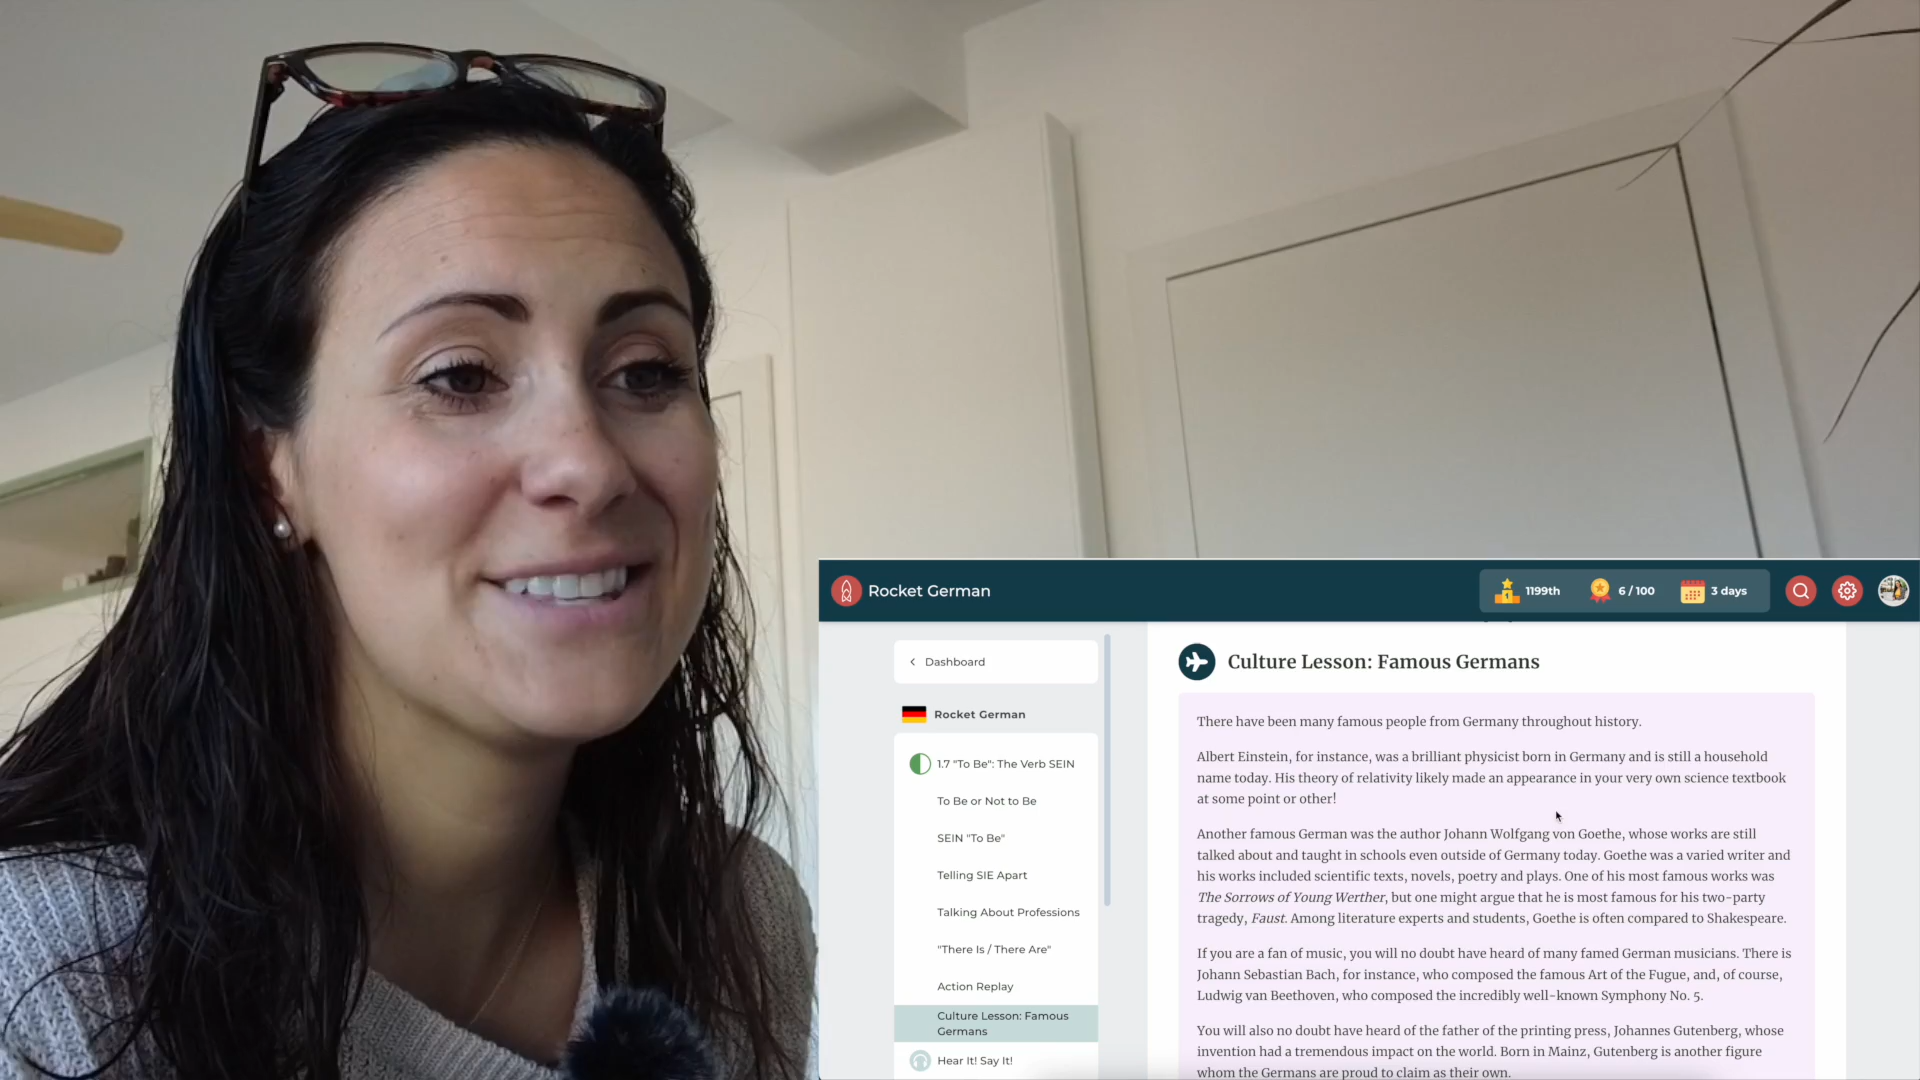 Rocket German
1199th
6 / 100
3 days
Dashboard
Rocket German
1.7 "To Be": The Verb SEIN
To Be or Not to Be
SEIN "To Be"
Telling SIE Apart
Talking About Professions
"There Is / There Are"
Action Replay
Culture Lesson: Famous
Germans
Hear It! Say It!
Culture Lesson: Famous Germans
There have been many famous people from Germany throughout history.
Albert Einstein, for instance, was a brilliant physicist born in Germany and is still a household
name today. His theory of relativity likely made an appearance in your very own science textbook
at some point or other!
Another famous German was the author Johann Wolfgang von Goethe, whose works are still
talked about and taught in schools even outside of Germany today. Goethe was a varied writer and
his works included scientific texts, novels, poetry and plays. One of his most famous works was
The Sorrows of Young Werther, but one might argue that he is most famous for his two-party
tragedy, Faust. Among literature experts and students, Goethe is often compared to Shakespeare.
If you are a fan of music, you will no doubt have heard of many famed German musicians. There is
Johann Sebastian Bach, for instance, who composed the famous Art of the Fugue, and, of course,
Ludwig van Beethoven, who composed the incredibly well-known Symphony No. 5.
You will also no doubt have heard of the father of the printing press, Johannes Gutenberg, whose
invention had a tremendous impact on the world. Born in Mainz, Gutenberg is another figure
whom the Germans are proud to claim as their own.